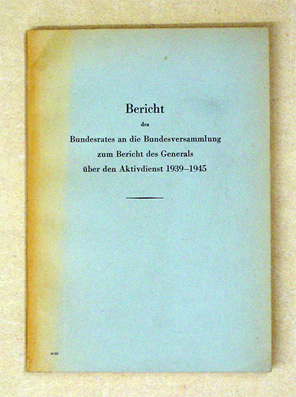 Bericht
des
Bundesrates an die Bundesversammlung
zum Bericht des Generals
über den Aktivdienst 1939–1945